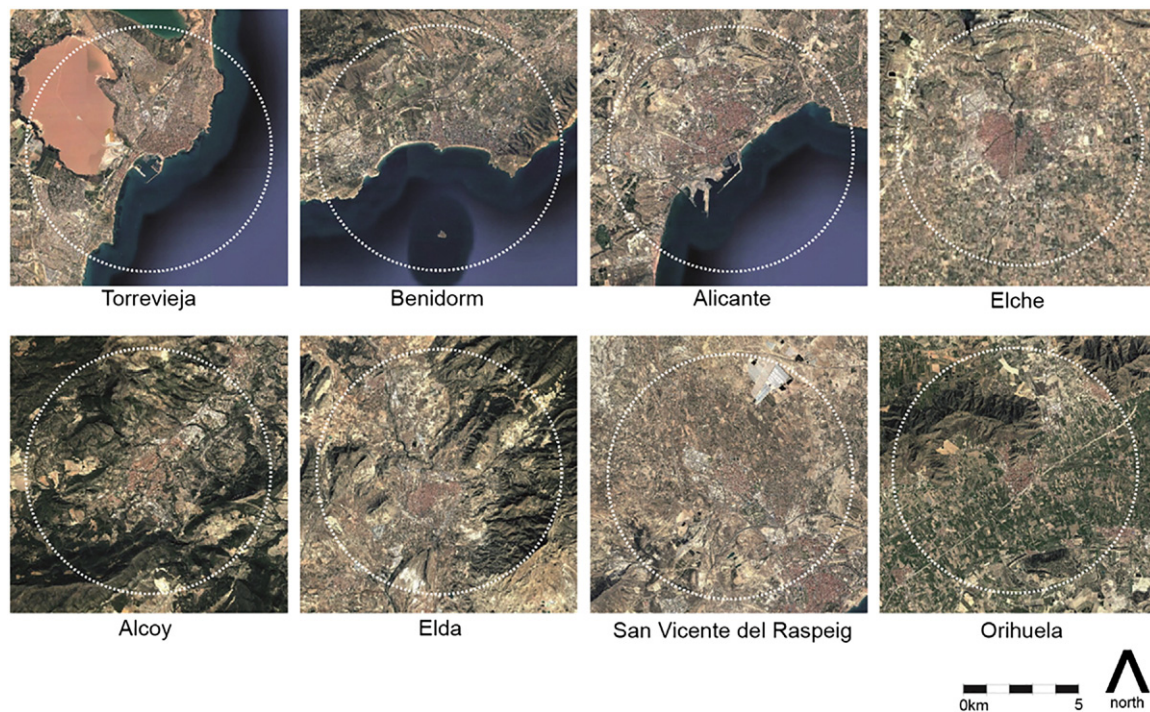 Torrevieja
Benidorm
Alicante
Elche
Alcoy
Elda
San Vicente del Raspeig
Orihuela
0km 5
north